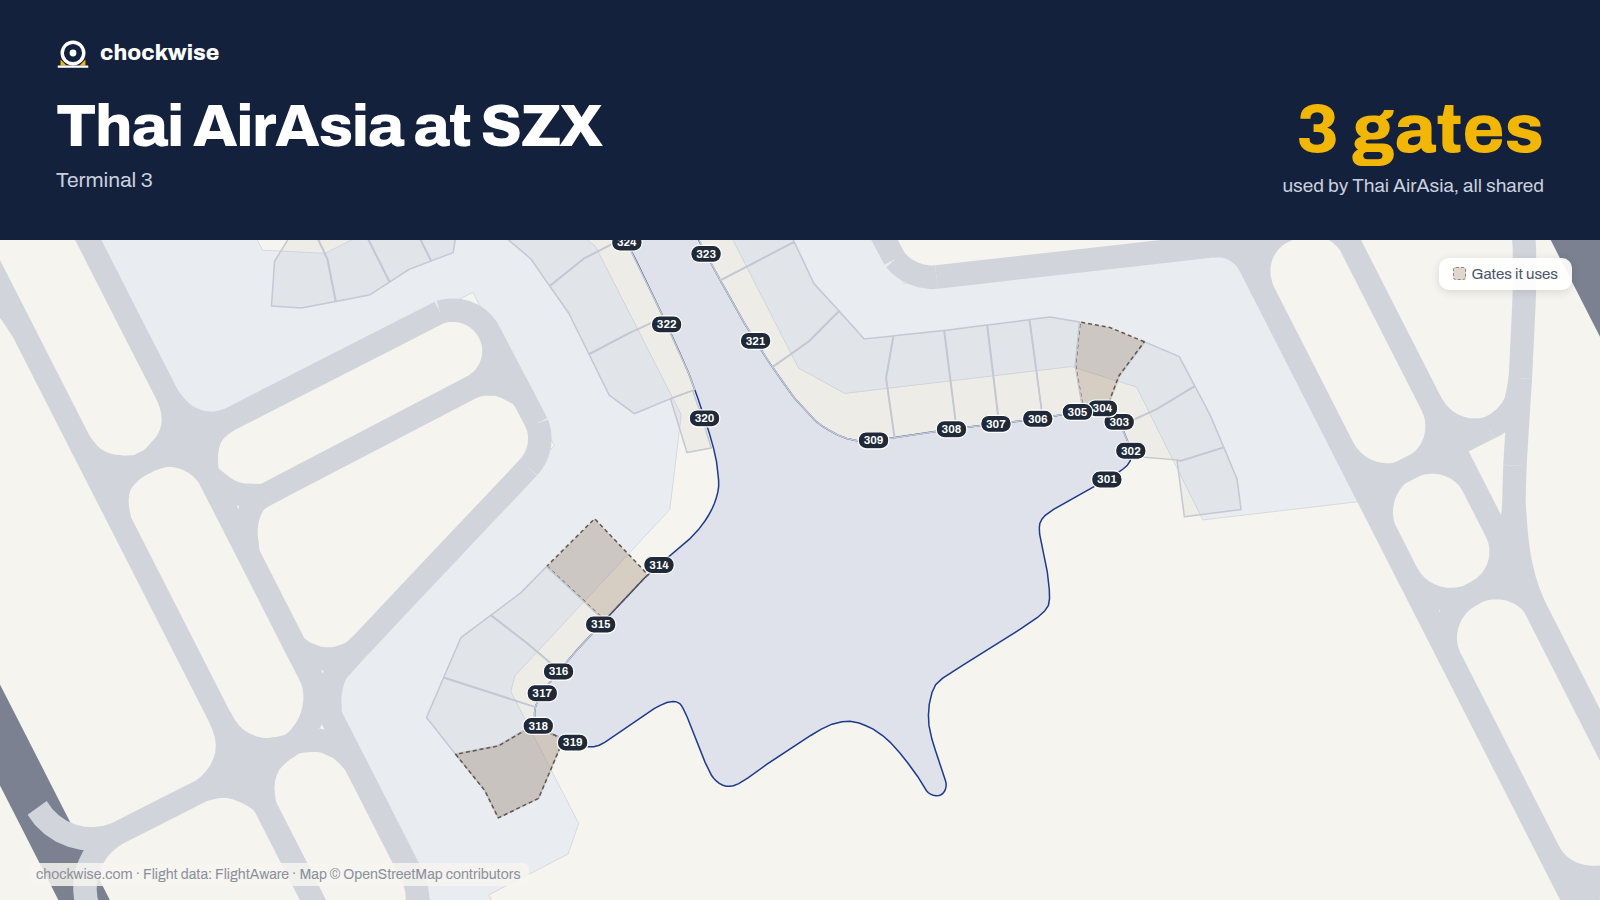 chockwise
Thai AirAsia at SZX
Terminal 3
3 gates
used by Thai AirAsia, all shared
Gates it uses
324
323
322
321
320
309
308
307
306
305
304
303
302
301
314
315
316
317
318
319
chockwise.com · Flight data: FlightAware · Map © OpenStreetMap contributors